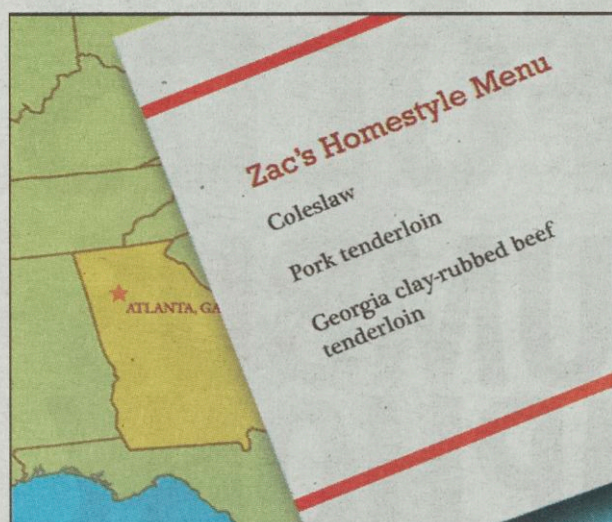 Zac's Homestyle Menu
Coleslaw
Pork tenderloin
Georgia clay-rubbed beef
tenderloin
ATLANTA, GA